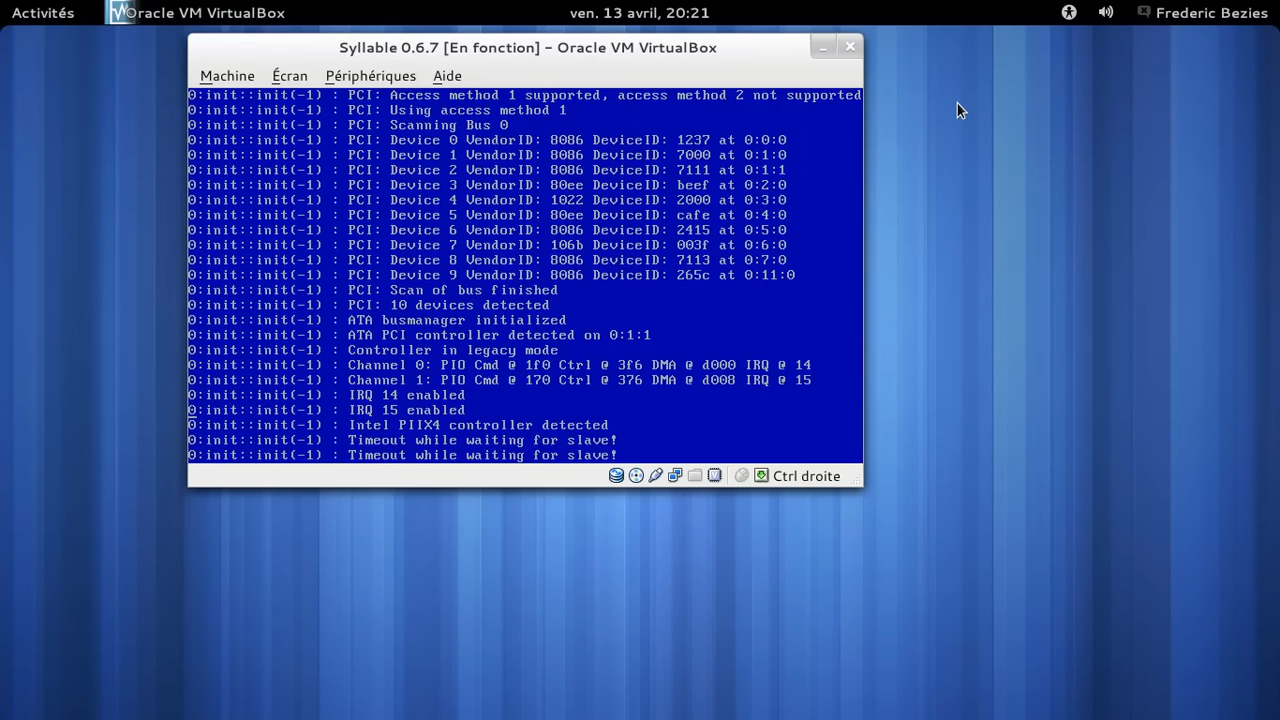 Activités
Oracle VM VirtualBox
ven. 13 avril, 20:21
Frederic Bezies
Syllable 0.6.7 [En fonction] - Oracle VM VirtualBox
Machine Écran Périphériques Aide
0:init::init(-1) : PCI: Access method 1 supported, access method 2 not supported
0:init::init(-1) : PCI: Using access method 1
0:init::init(-1) : PCI: Scanning Bus 0
0:init::init(-1) : PCI: Device 0 VendorID: 8086 DeviceID: 1237 at 0:0:0
0:init::init(-1) : PCI: Device 1 VendorID: 8086 DeviceID: 7000 at 0:1:0
0:init::init(-1) : PCI: Device 2 VendorID: 8086 DeviceID: 7111 at 0:1:1
0:init::init(-1) : PCI: Device 3 VendorID: 80ee DeviceID: beef at 0:2:0
0:init::init(-1) : PCI: Device 4 VendorID: 1022 DeviceID: 2000 at 0:3:0
0:init::init(-1) : PCI: Device 5 VendorID: 80ee DeviceID: cafe at 0:4:0
0:init::init(-1) : PCI: Device 6 VendorID: 8086 DeviceID: 2415 at 0:5:0
0:init::init(-1) : PCI: Device 7 VendorID: 106b DeviceID: 003f at 0:6:0
0:init::init(-1) : PCI: Device 8 VendorID: 8086 DeviceID: 7113 at 0:7:0
0:init::init(-1) : PCI: Device 9 VendorID: 8086 DeviceID: 265c at 0:11:0
0:init::init(-1) : PCI: Scan of bus finished
0:init::init(-1) : PCI: 10 devices detected
0:init::init(-1) : ATA busmanager initialized
0:init::init(-1) : ATA PCI controller detected on 0:1:1
0:init::init(-1) : Controller in legacy mode
0:init::init(-1) : Channel 0: PIO Cmd @ 1f0 Ctrl @ 3f6 DMA @ d000 IRQ @ 14
0:init::init(-1) : Channel 1: PIO Cmd @ 170 Ctrl @ 376 DMA @ d008 IRQ @ 15
0:init::init(-1) : IRQ 14 enabled
0:init::init(-1) : IRQ 15 enabled
0:init::init(-1) : Intel PIIX4 controller detected
0:init::init(-1) : Timeout while waiting for slave!
0:init::init(-1) : Timeout while waiting for slave!
Ctrl droite